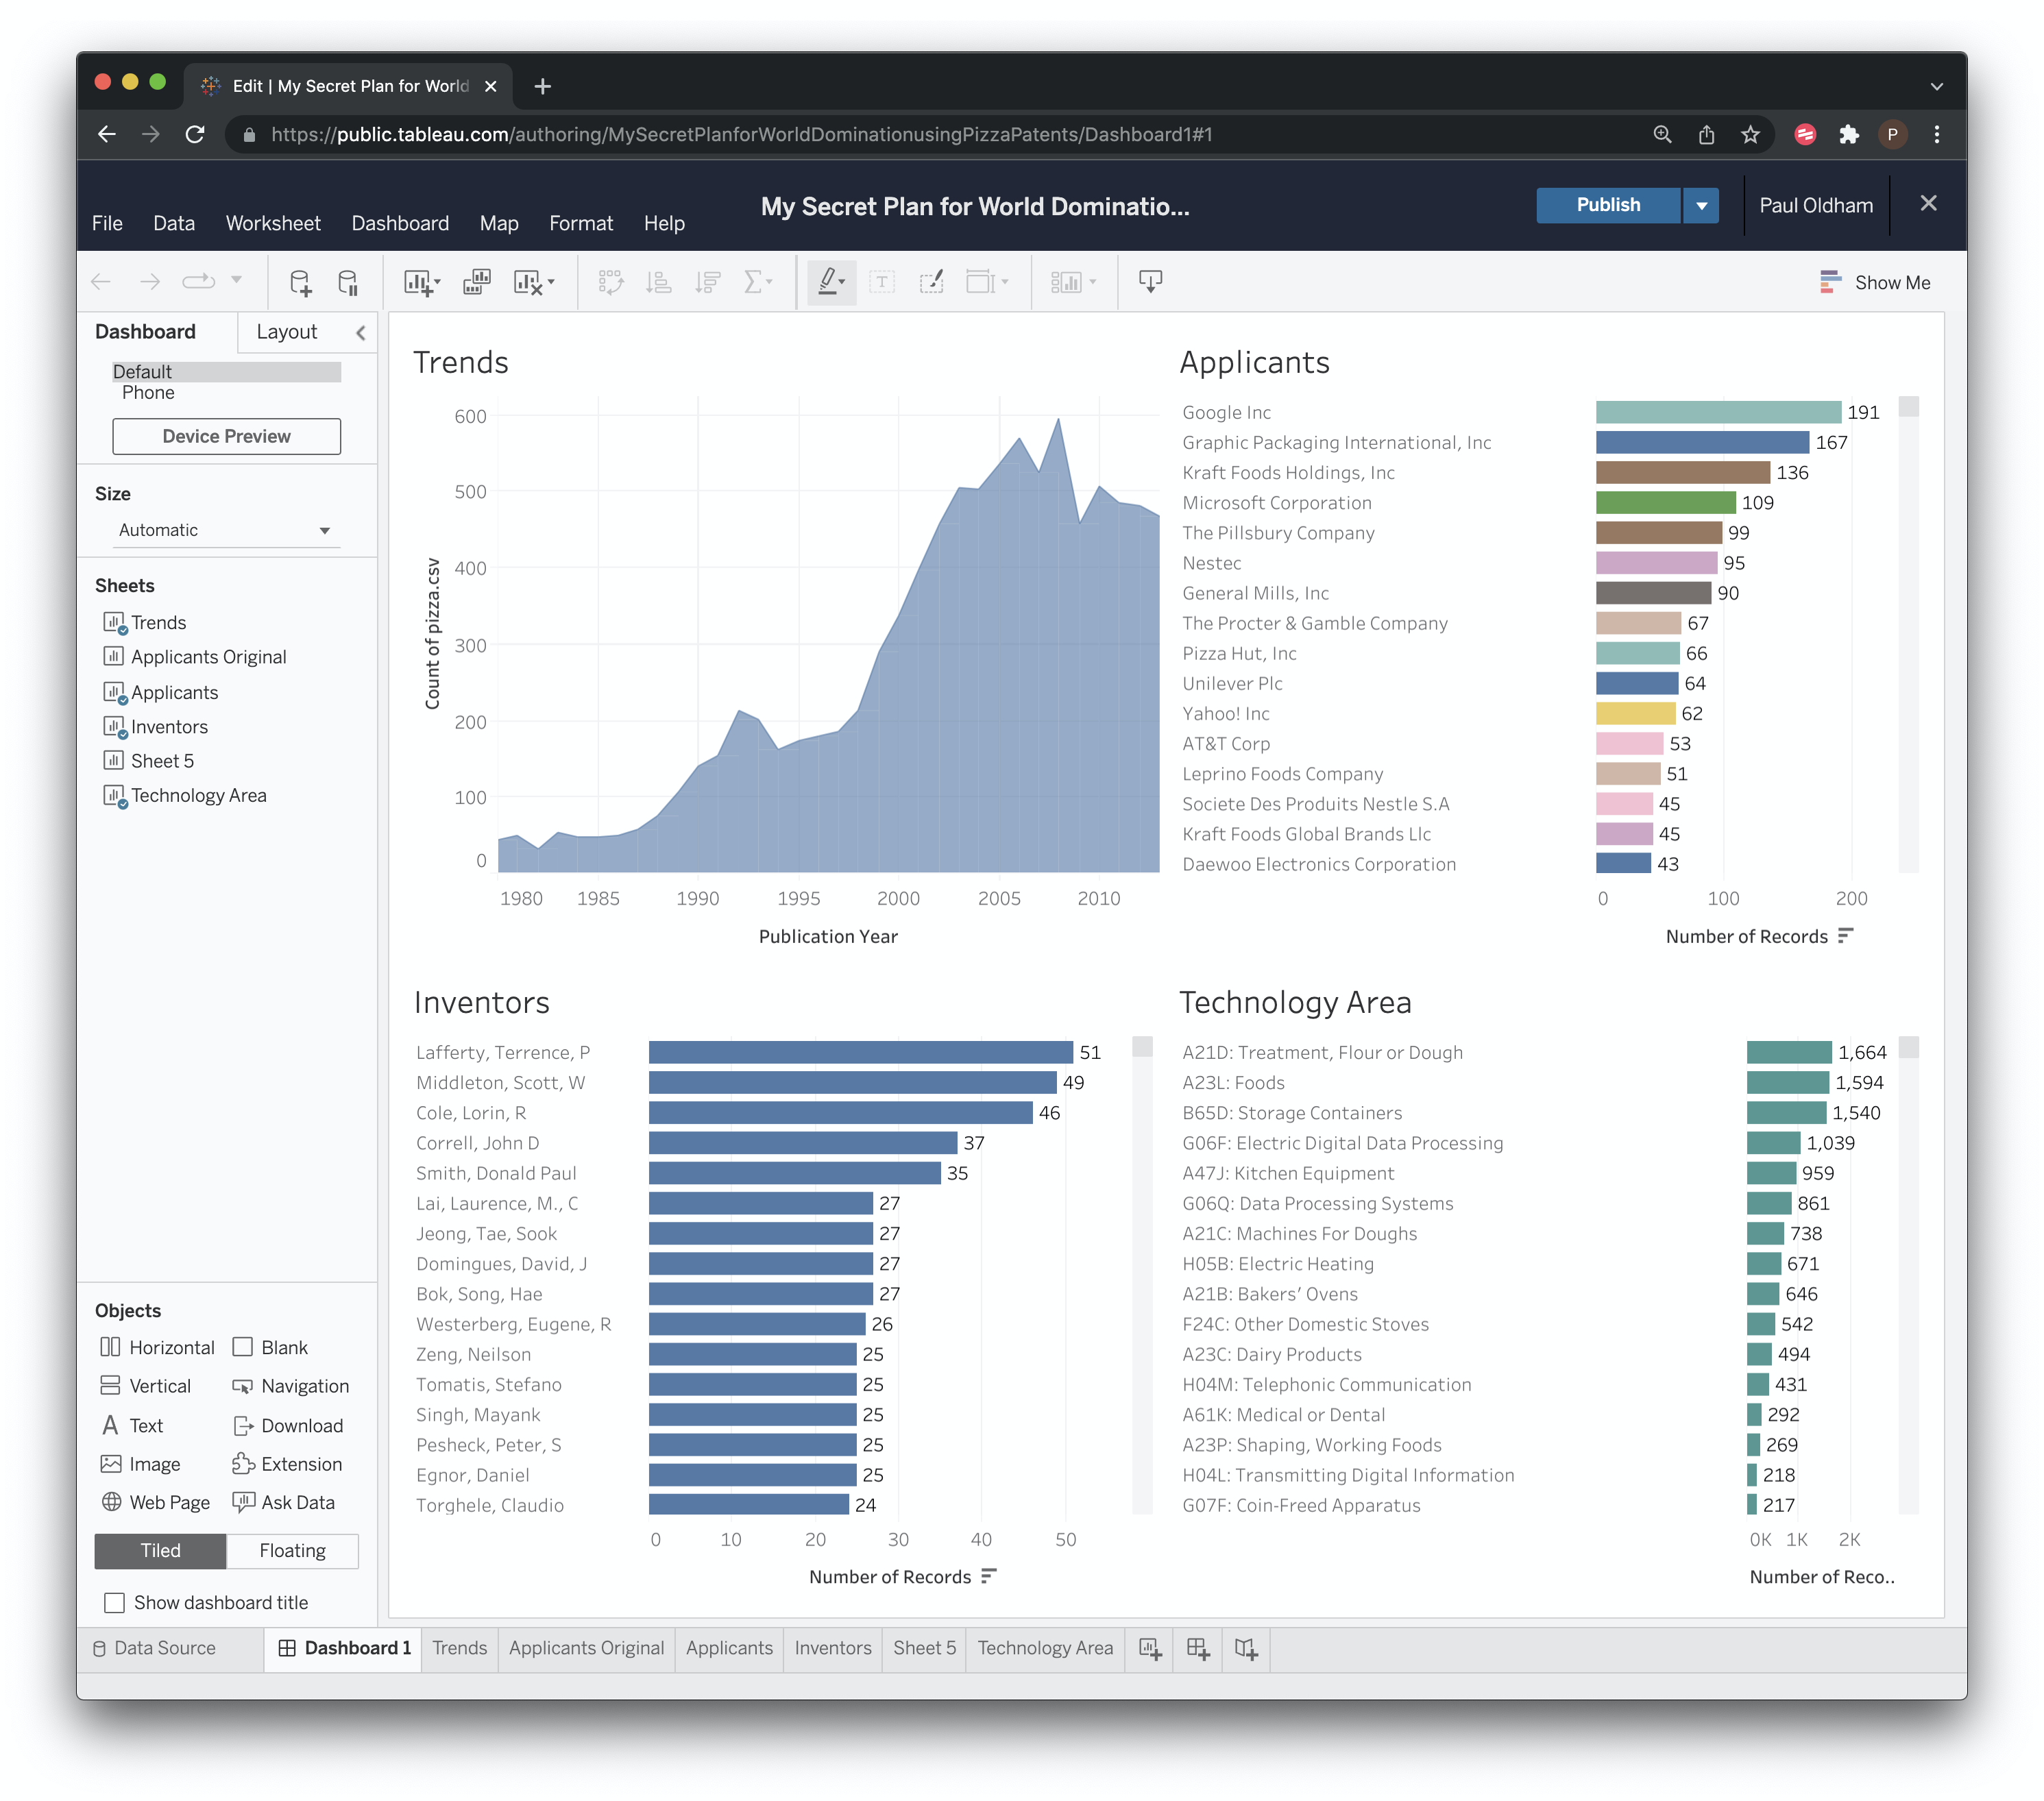 Edit | My Secret Plan for World
https://public.tableau.com/authoring/MySecretPlanforWorldDominationusingPizzaPatents/Dashboard1#1
P
File Data Worksheet Dashboard Map Format Help
My Secret Plan for World Dominatio...
Publish
Paul Oldham
Show Me
Dashboard Layout
Default
Phone
Device Preview
Size
Automatic
Sheets
Trends
Applicants Original
Applicants
Inventors
Sheet 5
Technology Area
Objects
Horizontal Blank
Vertical Navigation
Text Download
Image Extension
Web Page Ask Data
Tiled Floating
Show dashboard title
Trends
Count of pizza.csv
600
500
400
300
200
100
0
1980 1985 1990 1995 2000 2005 2010
Publication Year
Applicants
Google Inc 191
Graphic Packaging International, Inc 167
Kraft Foods Holdings, Inc 136
Microsoft Corporation 109
The Pillsbury Company 99
Nestec 95
General Mills, Inc 90
The Procter & Gamble Company 67
Pizza Hut, Inc 66
Unilever Plc 64
Yahoo! Inc 62
AT&T Corp 53
Leprino Foods Company 51
Societe Des Produits Nestle S.A 45
Kraft Foods Global Brands Llc 45
Daewoo Electronics Corporation 43
0 100 200
Number of Records
Inventors
Lafferty, Terrence, P 51
Middleton, Scott, W 49
Cole, Lorin, R 46
Correll, John D 37
Smith, Donald Paul 35
Lai, Laurence, M., C 27
Jeong, Tae, Sook 27
Domingues, David, J 27
Bok, Song, Hae 27
Westerberg, Eugene, R 26
Zeng, Neilson 25
Tomatis, Stefano 25
Singh, Mayank 25
Pesheck, Peter, S 25
Egnor, Daniel 25
Torghele, Claudio 24
0 10 20 30 40 50
Number of Records
Technology Area
A21D: Treatment, Flour or Dough 1,664
A23L: Foods 1,594
B65D: Storage Containers 1,540
G06F: Electric Digital Data Processing 1,039
A47J: Kitchen Equipment 959
G06Q: Data Processing Systems 861
A21C: Machines For Doughs 738
H05B: Electric Heating 671
A21B: Bakers’ Ovens 646
F24C: Other Domestic Stoves 542
A23C: Dairy Products 494
H04M: Telephonic Communication 431
A61K: Medical or Dental 292
A23P: Shaping, Working Foods 269
H04L: Transmitting Digital Information 218
G07F: Coin-Freed Apparatus 217
0K 1K 2K
Number of Reco..
Data Source Dashboard 1 Trends Applicants Original Applicants Inventors Sheet 5 Technology Area